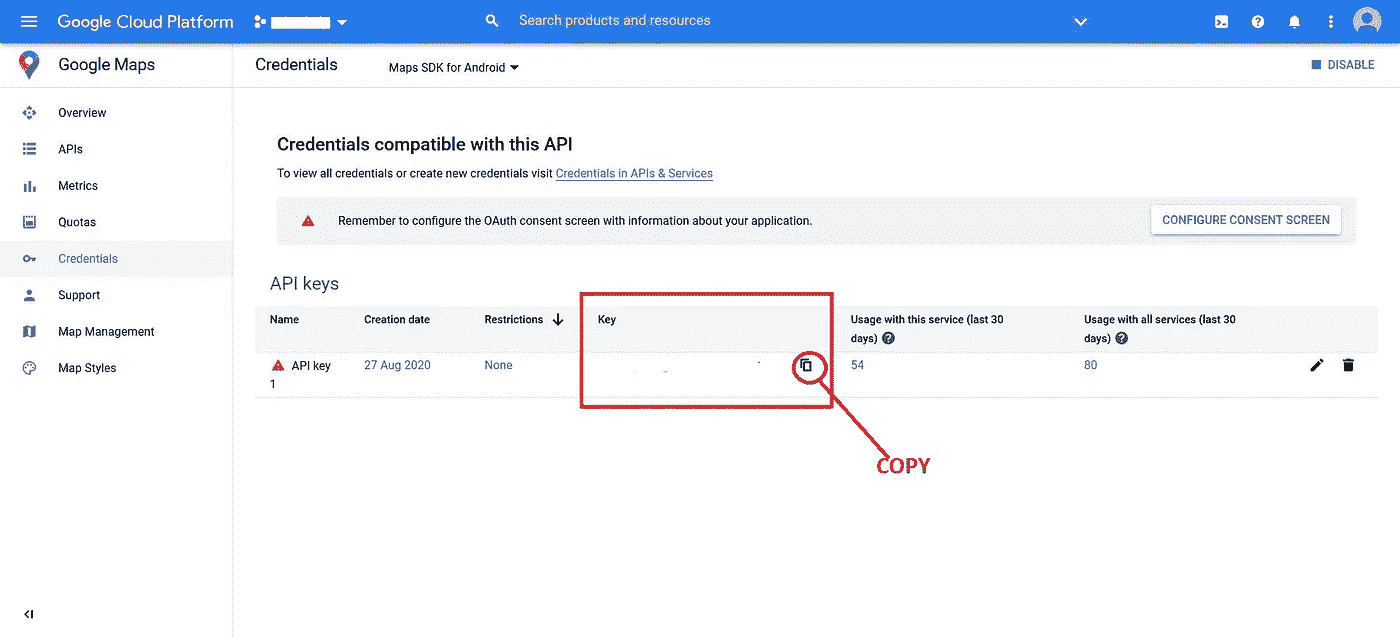 Google Cloud Platform
Search products and resources
Google Maps
Credentials
Maps SDK for Android
DISABLE
Overview
APIs
Metrics
Quotas
Credentials
Support
Map Management
Map Styles
Credentials compatible with this API
To view all credentials or create new credentials visit Credentials in APIs & Services
Remember to configure the OAuth consent screen with information about your application.
CONFIGURE CONSENT SCREEN
API keys
Name
Creation date
Restrictions
Key
Usage with this service (last 30
days)
Usage with all services (last 30
days)
API key
1
27 Aug 2020
None
54
80
COPY